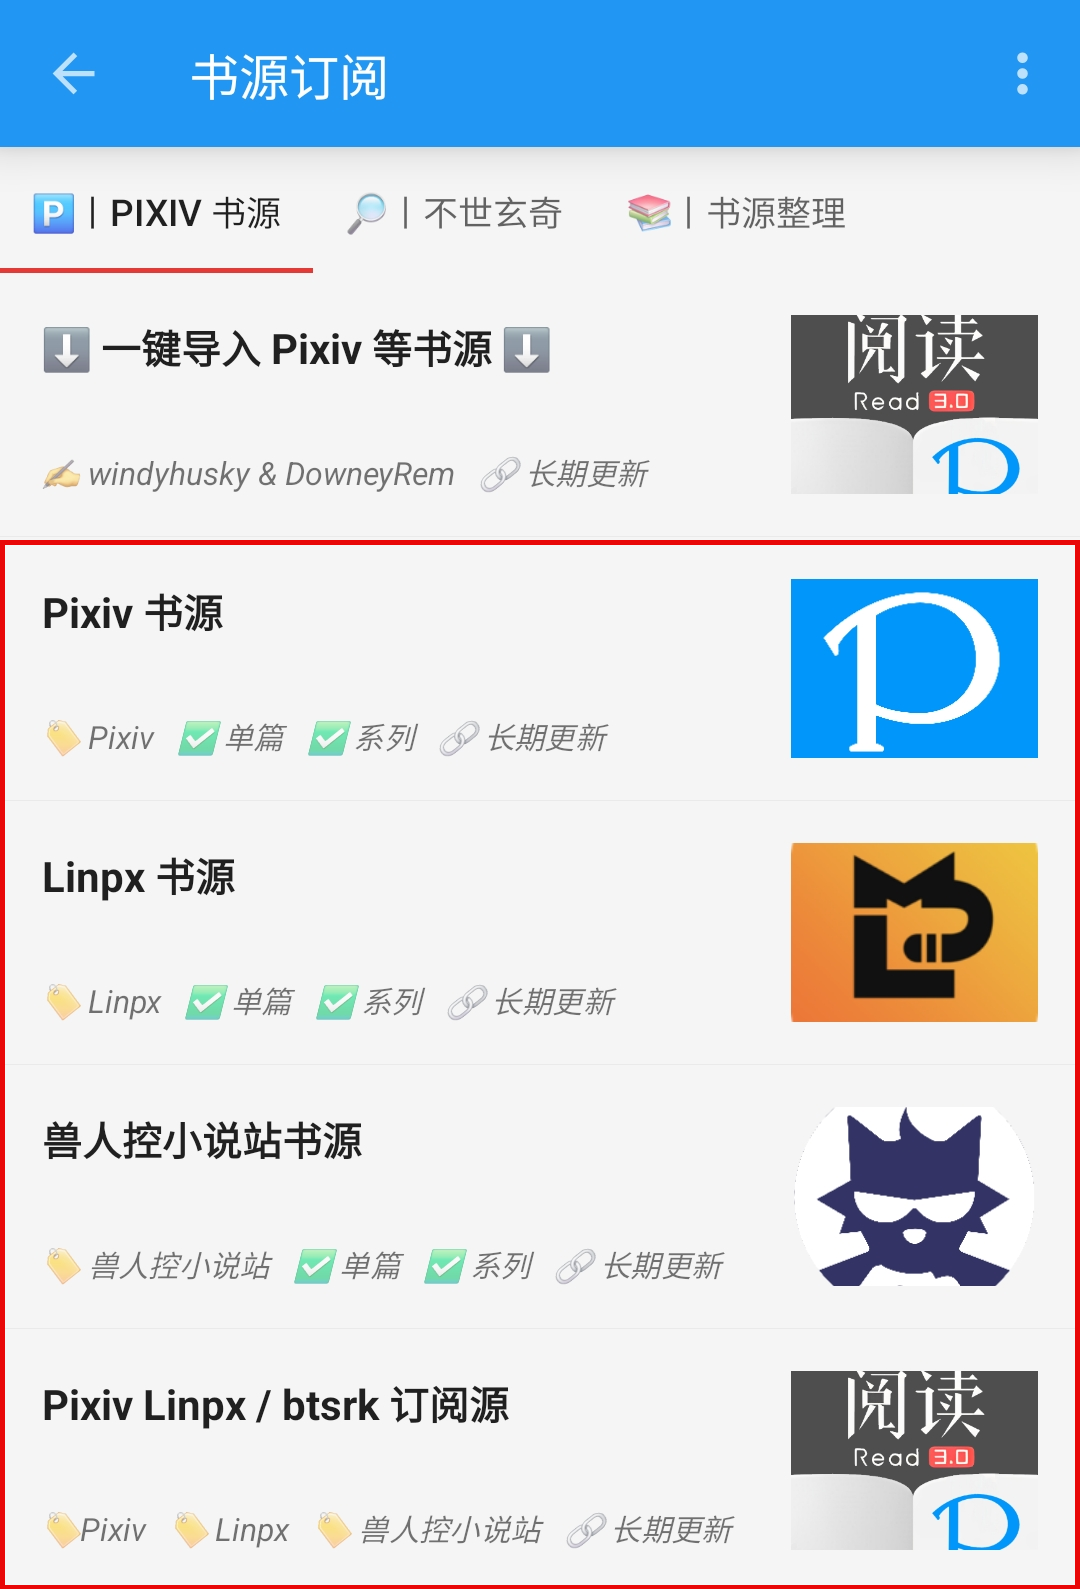 书源订阅
🅿️｜PIXIV 书源 🔎｜不世玄奇 📚｜书源整理
⬇️ 一键导入 Pixiv 等书源 ⬇️
✍️ windyhusky & DowneyRem 🔗 长期更新
阅读
Read 3.0
Pixiv 书源
🏷️ Pixiv ✅ 单篇 ✅ 系列 🔗 长期更新
Linpx 书源
🏷️ Linpx ✅ 单篇 ✅ 系列 🔗 长期更新
兽人控小说站书源
🏷️ 兽人控小说站 ✅ 单篇 ✅ 系列 🔗 长期更新
Pixiv Linpx / btsrk 订阅源
🏷️Pixiv 🏷️ Linpx 🏷️ 兽人控小说站 🔗 长期更新
阅读
Read 3.0